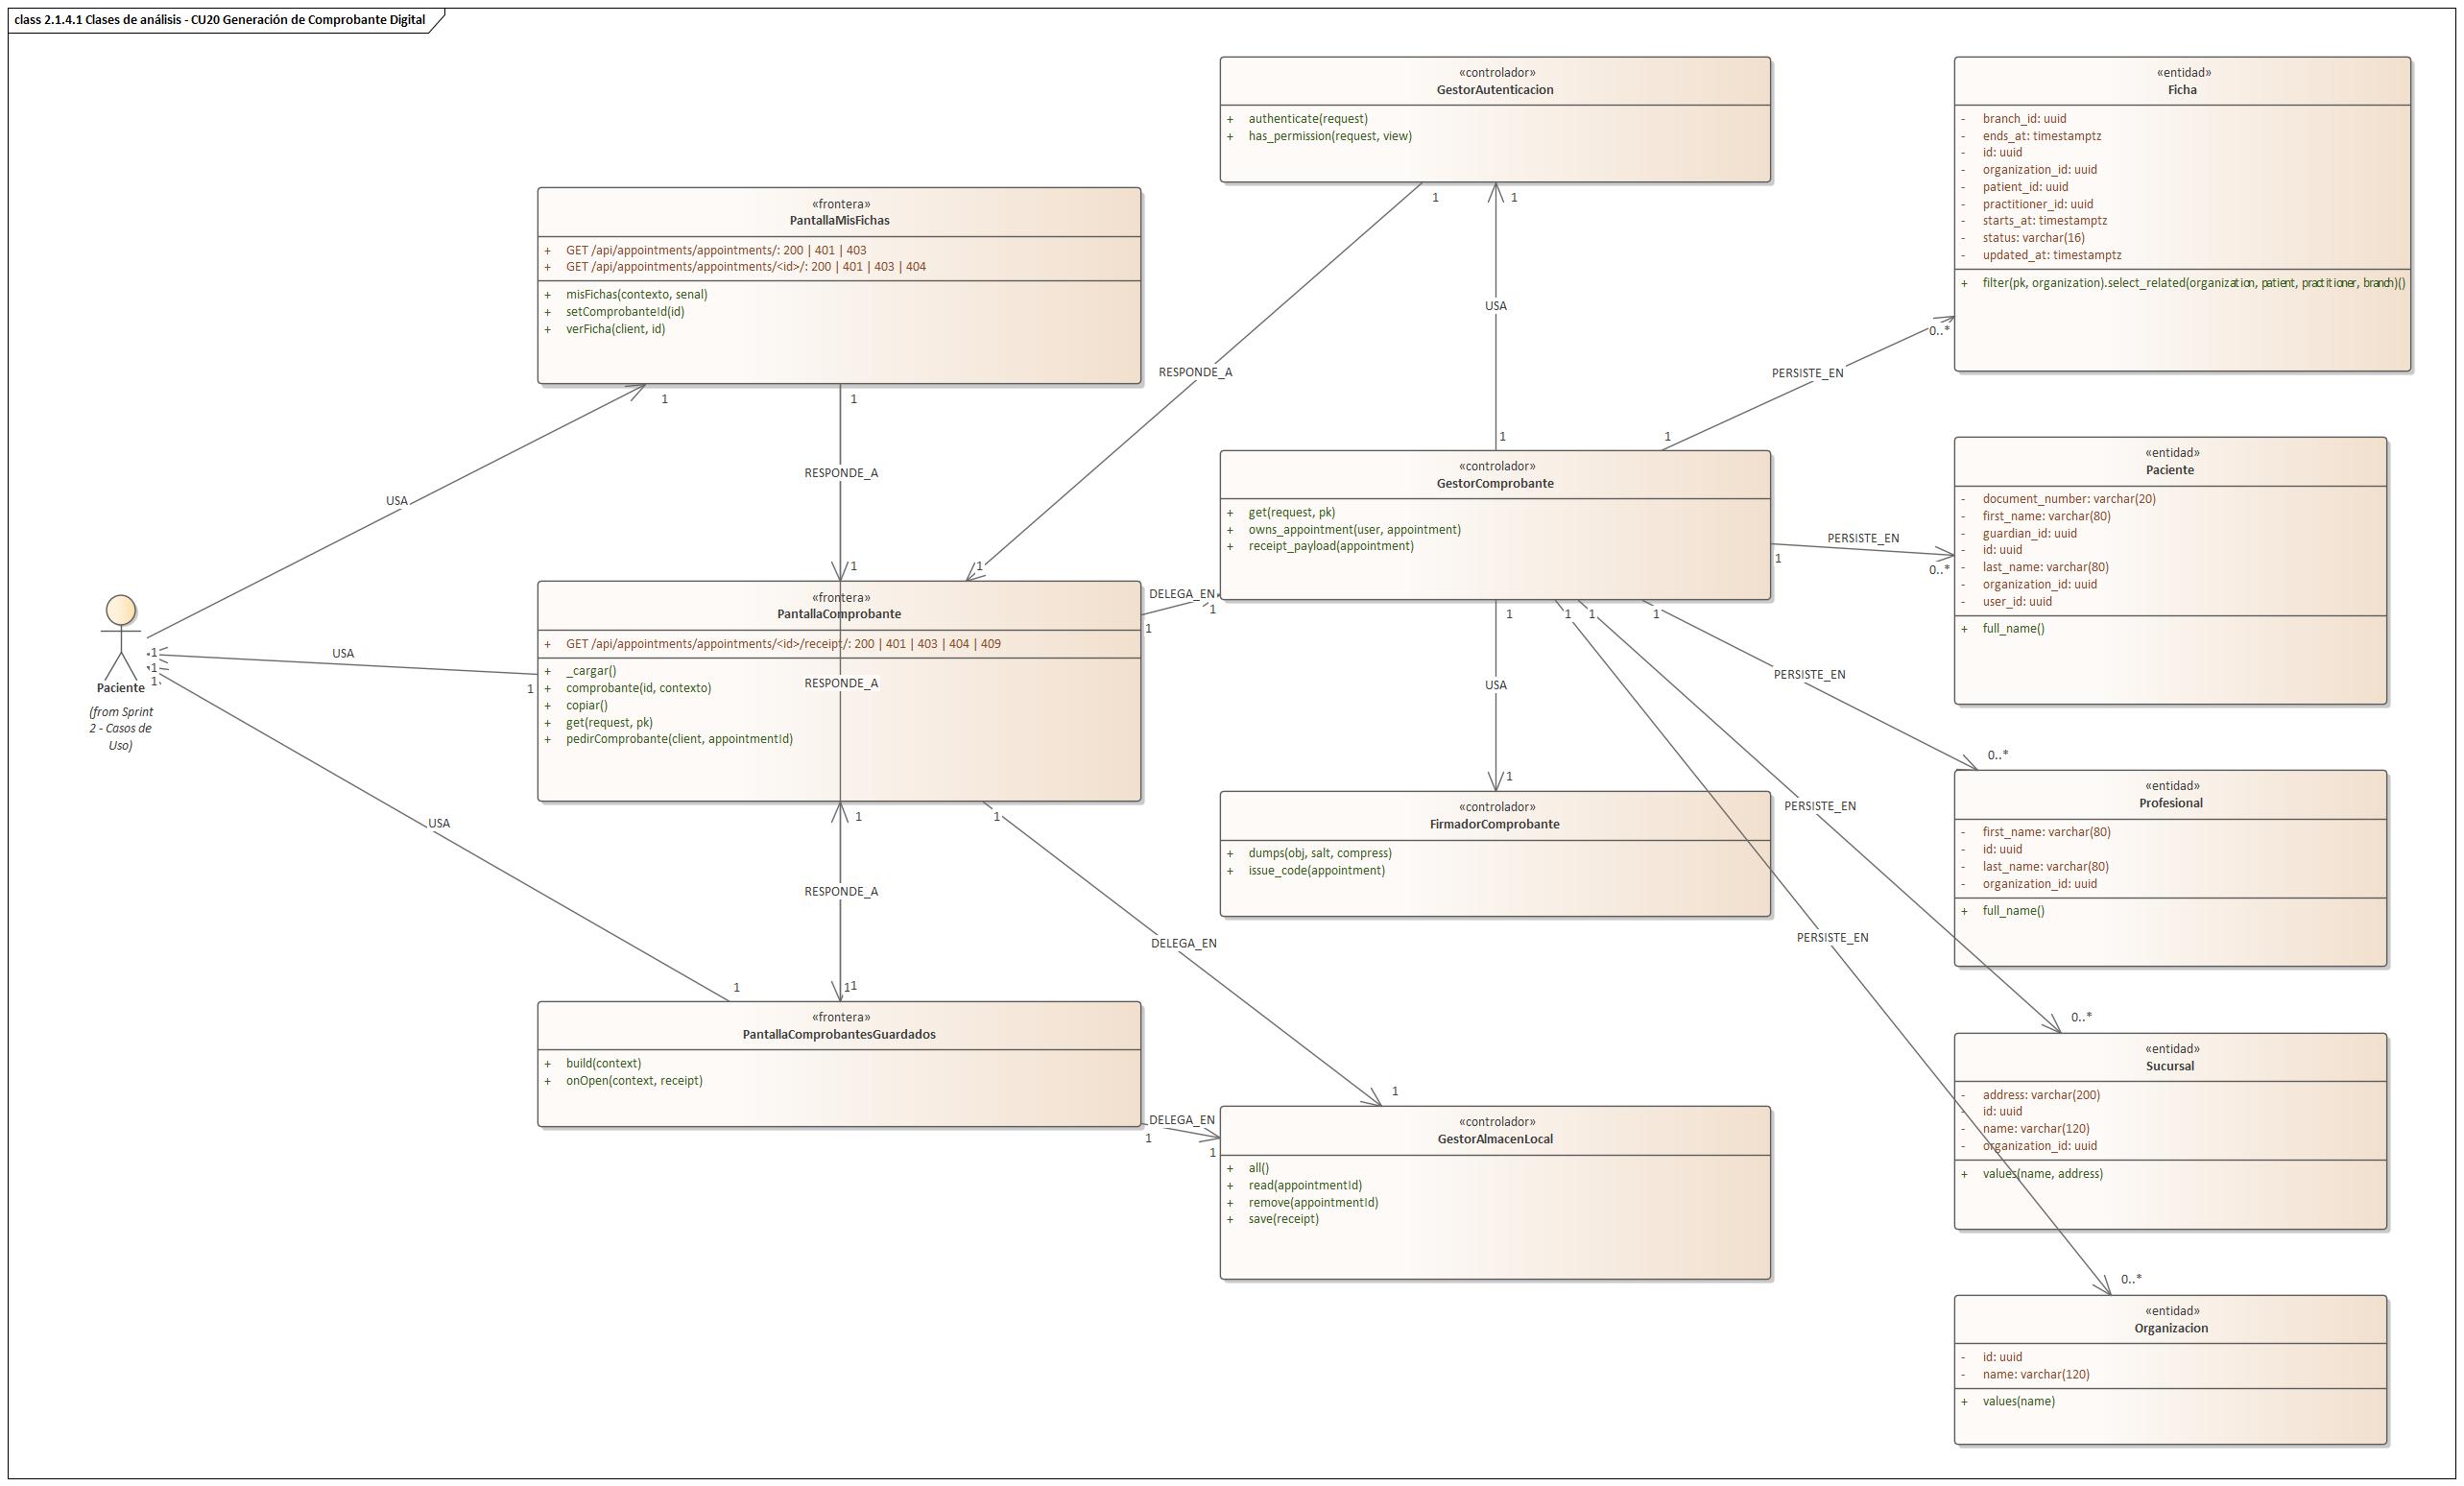 class 2.1.4.1 Clases de análisis - CU20 Generación de Comprobante Digital
«controlador»
GestorAutenticacion
+ authenticate(request)
+ has_permission(request, view)
«entidad»
Ficha
- branch_id: uuid
- ends_at: timestamptz
- id: uuid
- organization_id: uuid
- patient_id: uuid
- practitioner_id: uuid
- starts_at: timestamptz
- status: varchar(16)
- updated_at: timestamptz
+ filter(pk, organization).select_related(organization, patient, practitioner, branch)()
«frontera»
PantallaMisFichas
+ GET /api/appointments/appointments/: 200 | 401 | 403
+ GET /api/appointments/appointments/<id>/: 200 | 401 | 403 | 404
+ misFichas(contexto, senal)
+ setComprobanteId(id)
+ verFicha(client, id)
1
1
USA
0..*
RESPONDE_A
PERSISTE_EN
1
1
1
1
«controlador»
GestorComprobante
+ get(request, pk)
+ owns_appointment(user, appointment)
+ receipt_payload(appointment)
«entidad»
Paciente
- document_number: varchar(20)
- first_name: varchar(80)
- guardian_id: uuid
- id: uuid
- last_name: varchar(80)
- organization_id: uuid
- user_id: uuid
+ full_name()
RESPONDE_A
USA
PERSISTE_EN
1
0..*
1
1
«frontera»
PantallaComprobante
+ GET /api/appointments/appointments/<id>/receipt/: 200 | 401 | 403 | 404 | 409
+ _cargar()
+ comprobante(id, contexto)
+ copiar()
+ get(request, pk)
+ pedirComprobante(client, appointmentId)
RESPONDE_A
DELEGA_EN
1
1
1
1
1
1
USA
1
1
1
1
Paciente
(from Sprint
2 - Casos de
Uso)
USA
PERSISTE_EN
0..*
1
«entidad»
Profesional
- first_name: varchar(80)
- id: uuid
- last_name: varchar(80)
- organization_id: uuid
+ full_name()
PERSISTE_EN
«controlador»
FirmadorComprobante
+ dumps(obj, salt, compress)
+ issue_code(appointment)
1
1
USA
RESPONDE_A
DELEGA_EN
PERSISTE_EN
1
1
1
«frontera»
PantallaComprobantesGuardados
+ build(context)
+ onOpen(context, receipt)
0..*
«entidad»
Sucursal
- address: varchar(200)
- id: uuid
- name: varchar(120)
- organization_id: uuid
+ values(name, address)
1
DELEGA_EN
1
1
«controlador»
GestorAlmacenLocal
+ all()
+ read(appointmentId)
+ remove(appointmentId)
+ save(receipt)
0..*
«entidad»
Organizacion
- id: uuid
- name: varchar(120)
+ values(name)